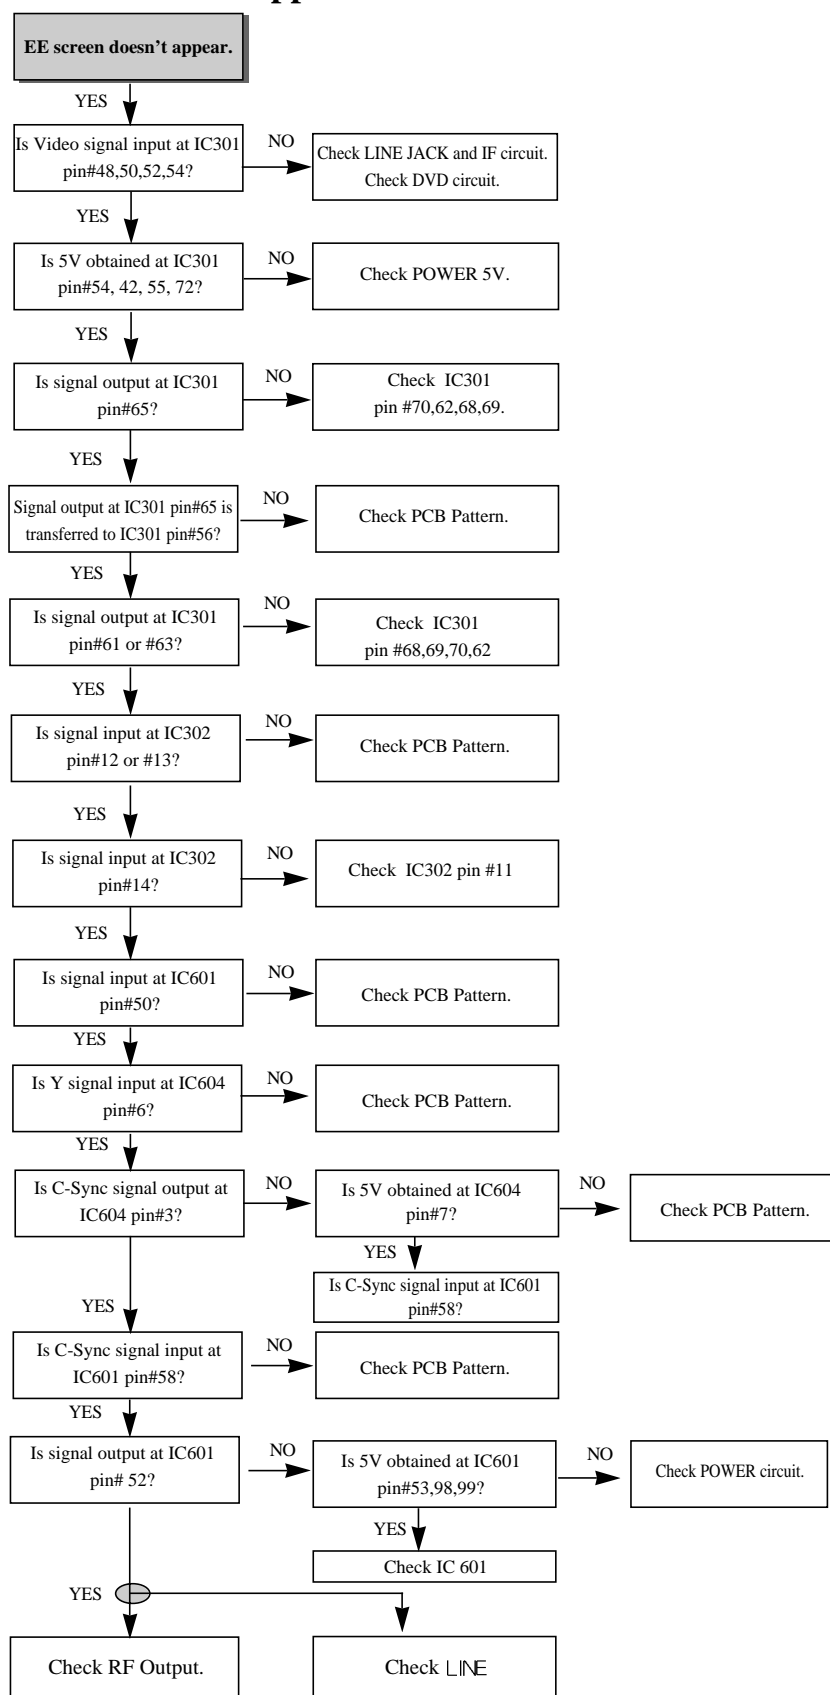 EE screen doesn't appear.
YES
Is Video signal input at IC301
pin#48,50,52,54?
NO
Check LINE JACK and IF circuit.
Check DVD circuit.
YES
Is 5V obtained at IC301
pin#54, 42, 55, 72?
NO
Check POWER 5V.
YES
Is signal output at IC301
pin#65?
NO
Check IC301
pin #70,62,68,69.
YES
Signal output at IC301 pin#65 is
transferred to IC301 pin#56?
NO
Check PCB Pattern.
YES
Is signal output at IC301
pin#61 or #63?
NO
Check IC301
pin #68,69,70,62
YES
Is signal input at IC302
pin#12 or #13?
NO
Check PCB Pattern.
YES
Is signal input at IC302
pin#14?
NO
Check IC302 pin #11
YES
Is signal input at IC601
pin#50?
NO
Check PCB Pattern.
YES
Is Y signal input at IC604
pin#6?
NO
Check PCB Pattern.
YES
Is C-Sync signal output at
IC604 pin#3?
NO
Is 5V obtained at IC604
pin#7?
NO
Check PCB Pattern.
YES
Is C-Sync signal input at IC601
pin#58?
YES
Is C-Sync signal input at
IC601 pin#58?
NO
Check PCB Pattern.
YES
Is signal output at IC601
pin# 52?
NO
Is 5V obtained at IC601
pin#53,98,99?
NO
Check POWER circuit.
YES
Check IC 601
YES
Check RF Output.
Check LINE